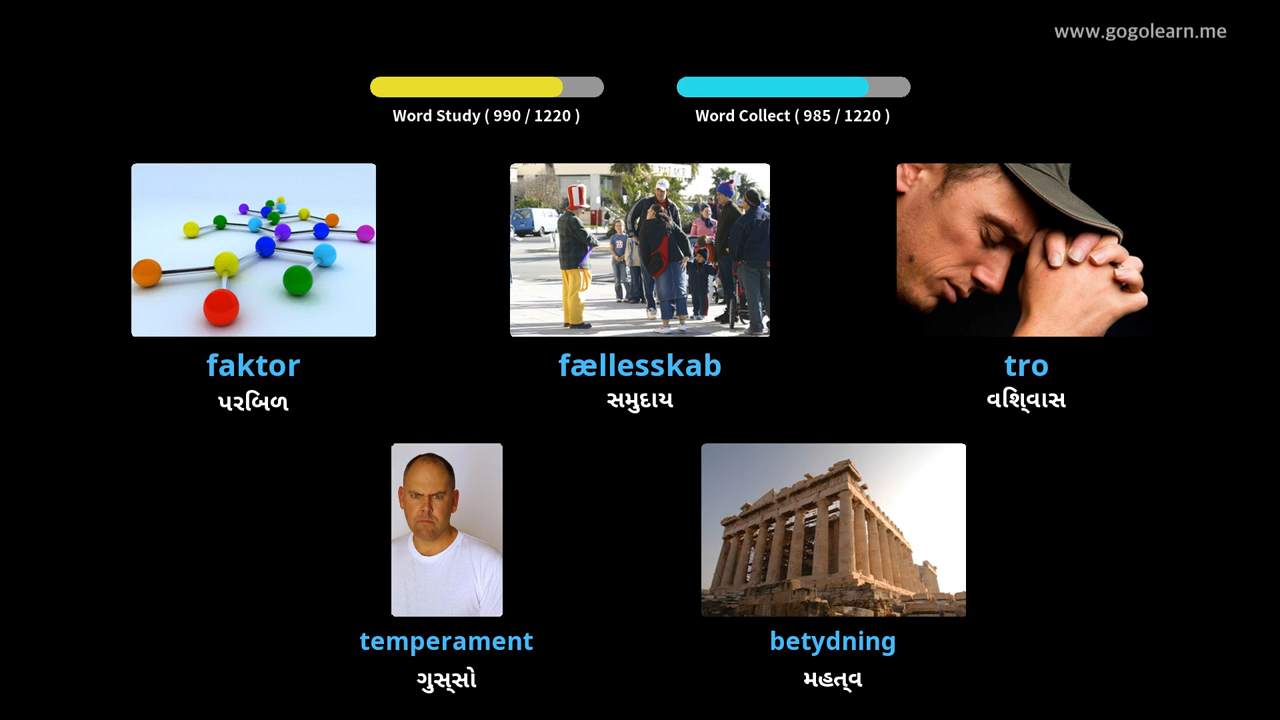 www.gogolearn.me
Word Study ( 990 / 1220 )
Word Collect ( 985 / 1220 )
faktor
પરબિળ
fællesskab
સમુદાય
tro
વશ્વિાસ
temperament
ગુસ્સો
betydning
મહત્વ